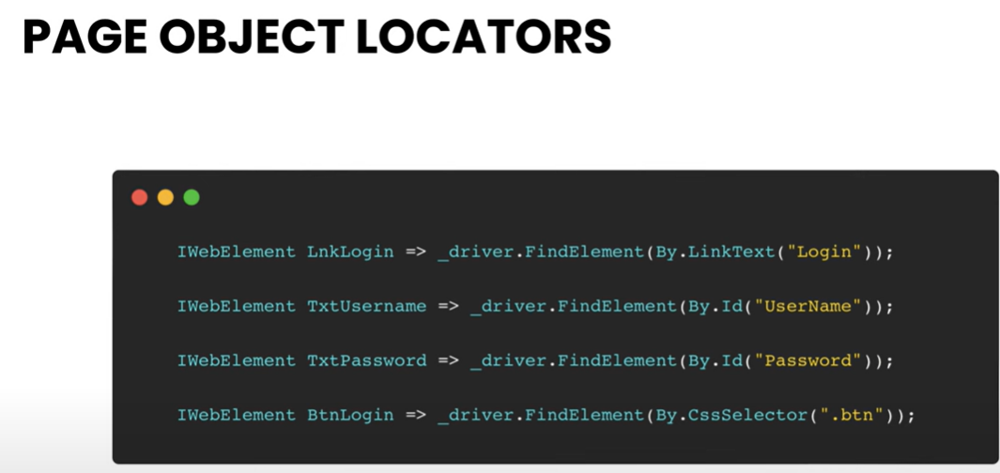 PAGE OBJECT LOCATORS
IWebElement LnkLogin => _driver.FindElement(By.LinkText("Login"));
IWebElement TxtUsername => _driver.FindElement(By.Id("UserName"));
IWebElement TxtPassword => _driver.FindElement(By.Id("Password"));
IWebElement BtnLogin => _driver.FindElement(By.CssSelector(".btn"));